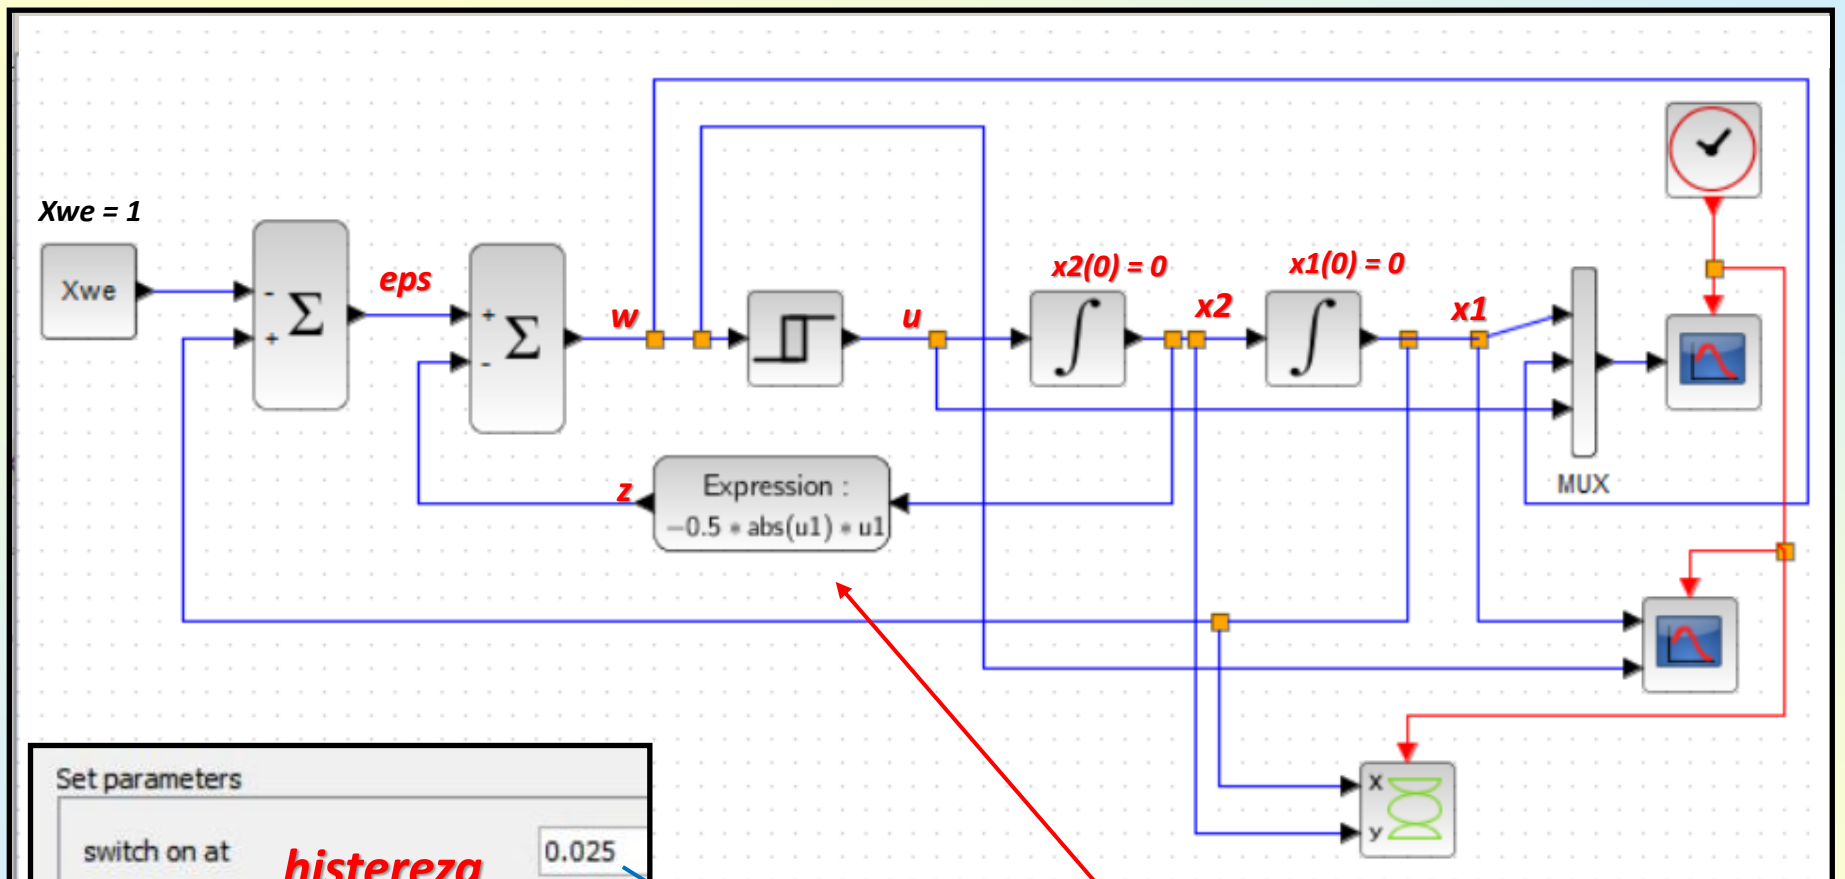 Xwe = 1
Xwe
-
+
Σ
eps
+
-
Σ
w
u
x2(0) = 0
∫
x2
x1(0) = 0
∫
x1
MUX
z
Expression :
−0.5 * abs(u1) * u1
X
y
Set parameters
switch on at
histereza
0.025